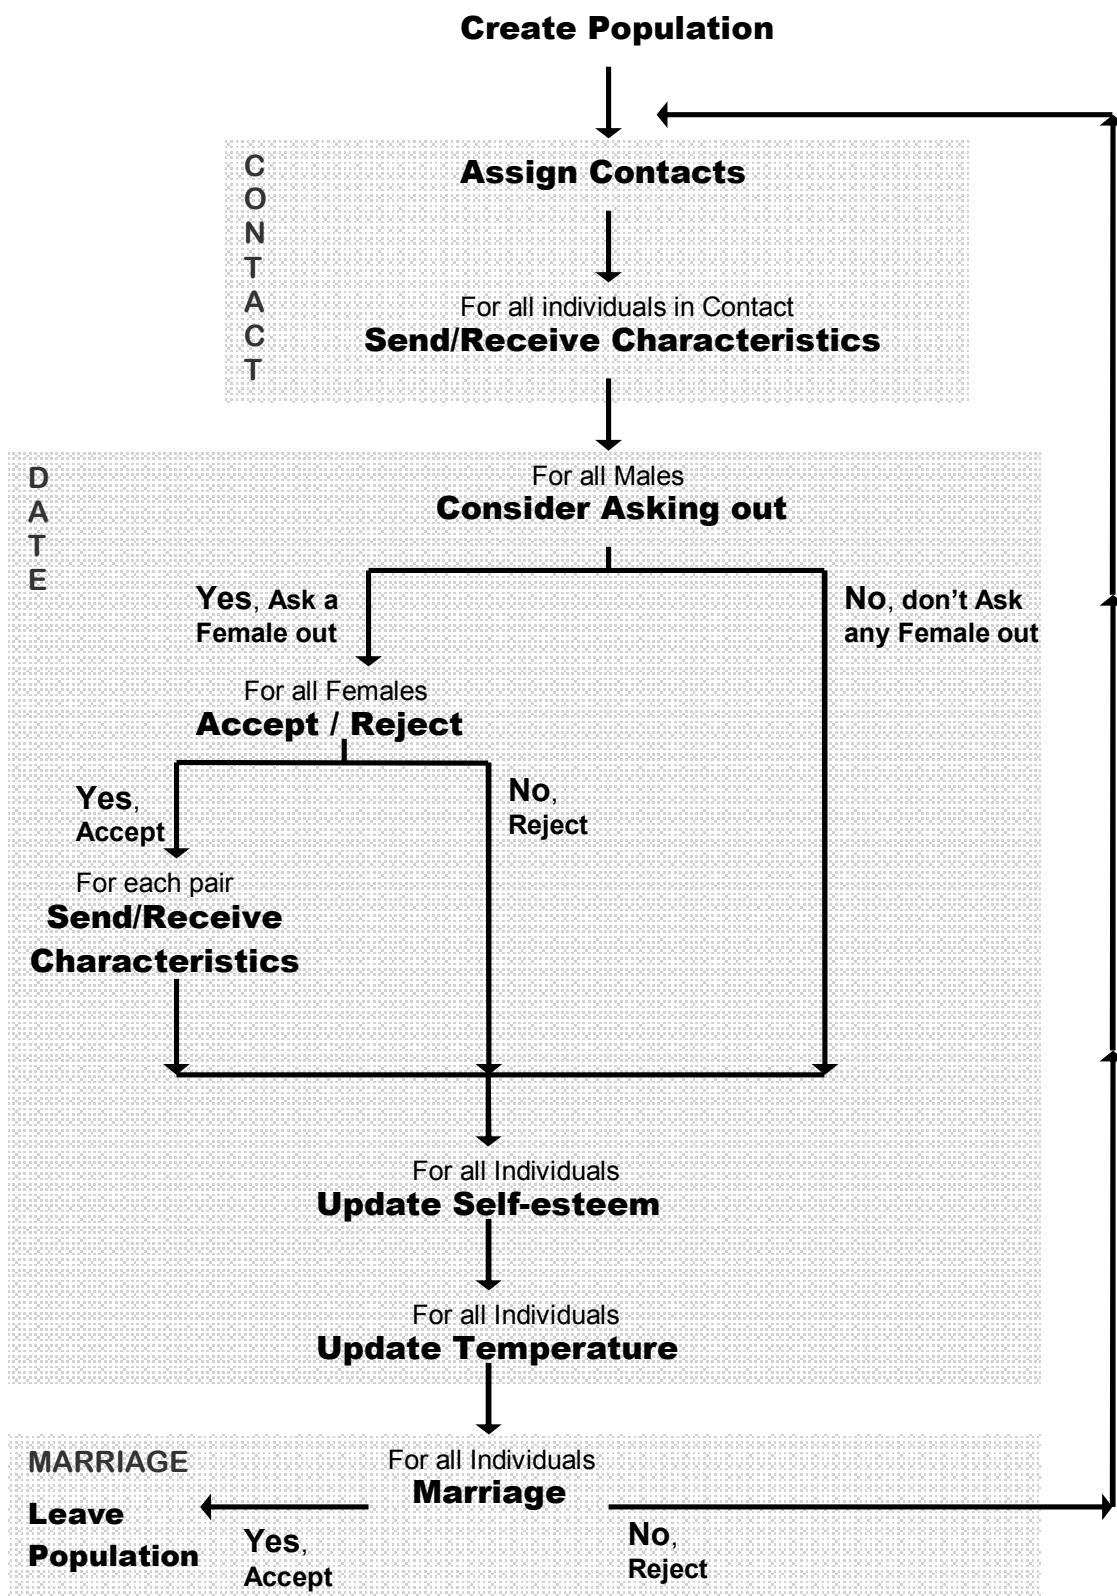 Create Population
CONTACT
Assign Contacts
For all individuals in Contact
Send/Receive Characteristics
DATE
For all Males
Consider Asking out
Yes, Ask a
Female out
No, don't Ask
any Female out
For all Females
Accept / Reject
Yes,
Accept
No,
Reject
For each pair
Send/Receive
Characteristics
For all Individuals
Update Self-esteem
For all Individuals
Update Temperature
MARRIAGE
For all Individuals
Marriage
Leave
Population
Yes,
Accept
No,
Reject